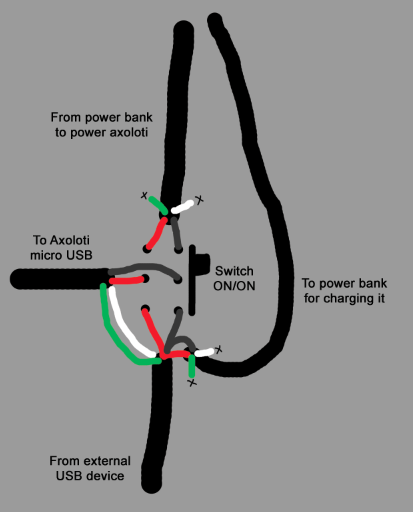 From power bank
to power axoloti
x
x
To Axoloti
micro USB
Switch
ON/ON
To power bank
for charging it
x
x
From external
USB device